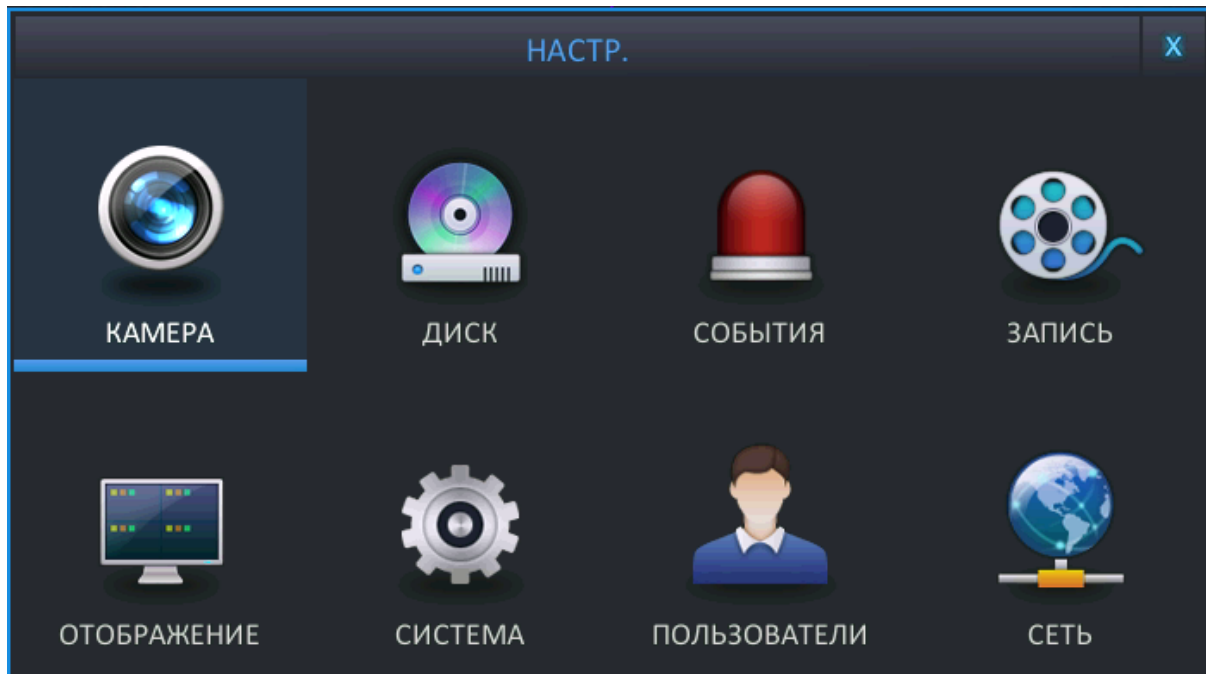 НАСТР.
X
КАМЕРА
ДИСК
СОБЫТИЯ
ЗАПИСЬ
ОТОБРАЖЕНИЕ
СИСТЕМА
ПОЛЬЗОВАТЕЛИ
СЕТЬ